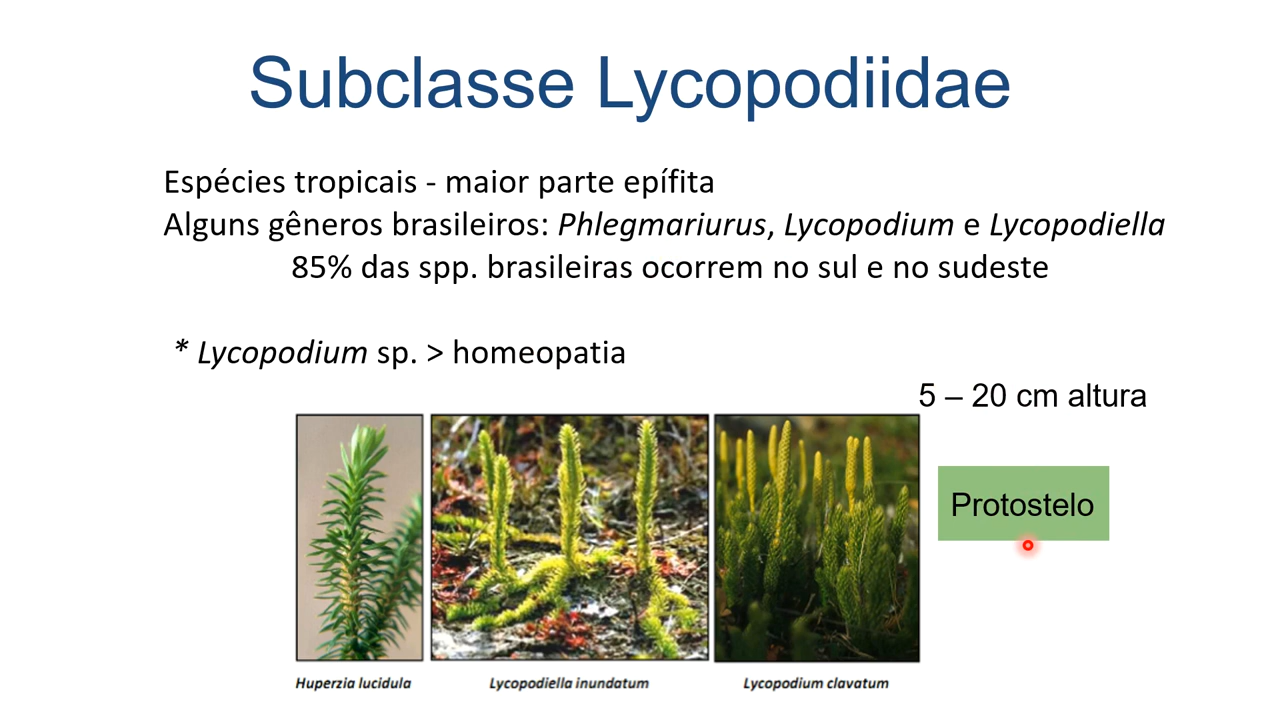 Subclasse Lycopodiidae
Espécies tropicais - maior parte epífita
Alguns gêneros brasileiros: Phlegmariurus, Lycopodium e Lycopodiella
85% das spp. brasileiras ocorrem no sul e no sudeste
* Lycopodium sp. > homeopatia
5 – 20 cm altura
Protostelo
Huperzia lucidula
Lycopodiella inundatum
Lycopodium clavatum